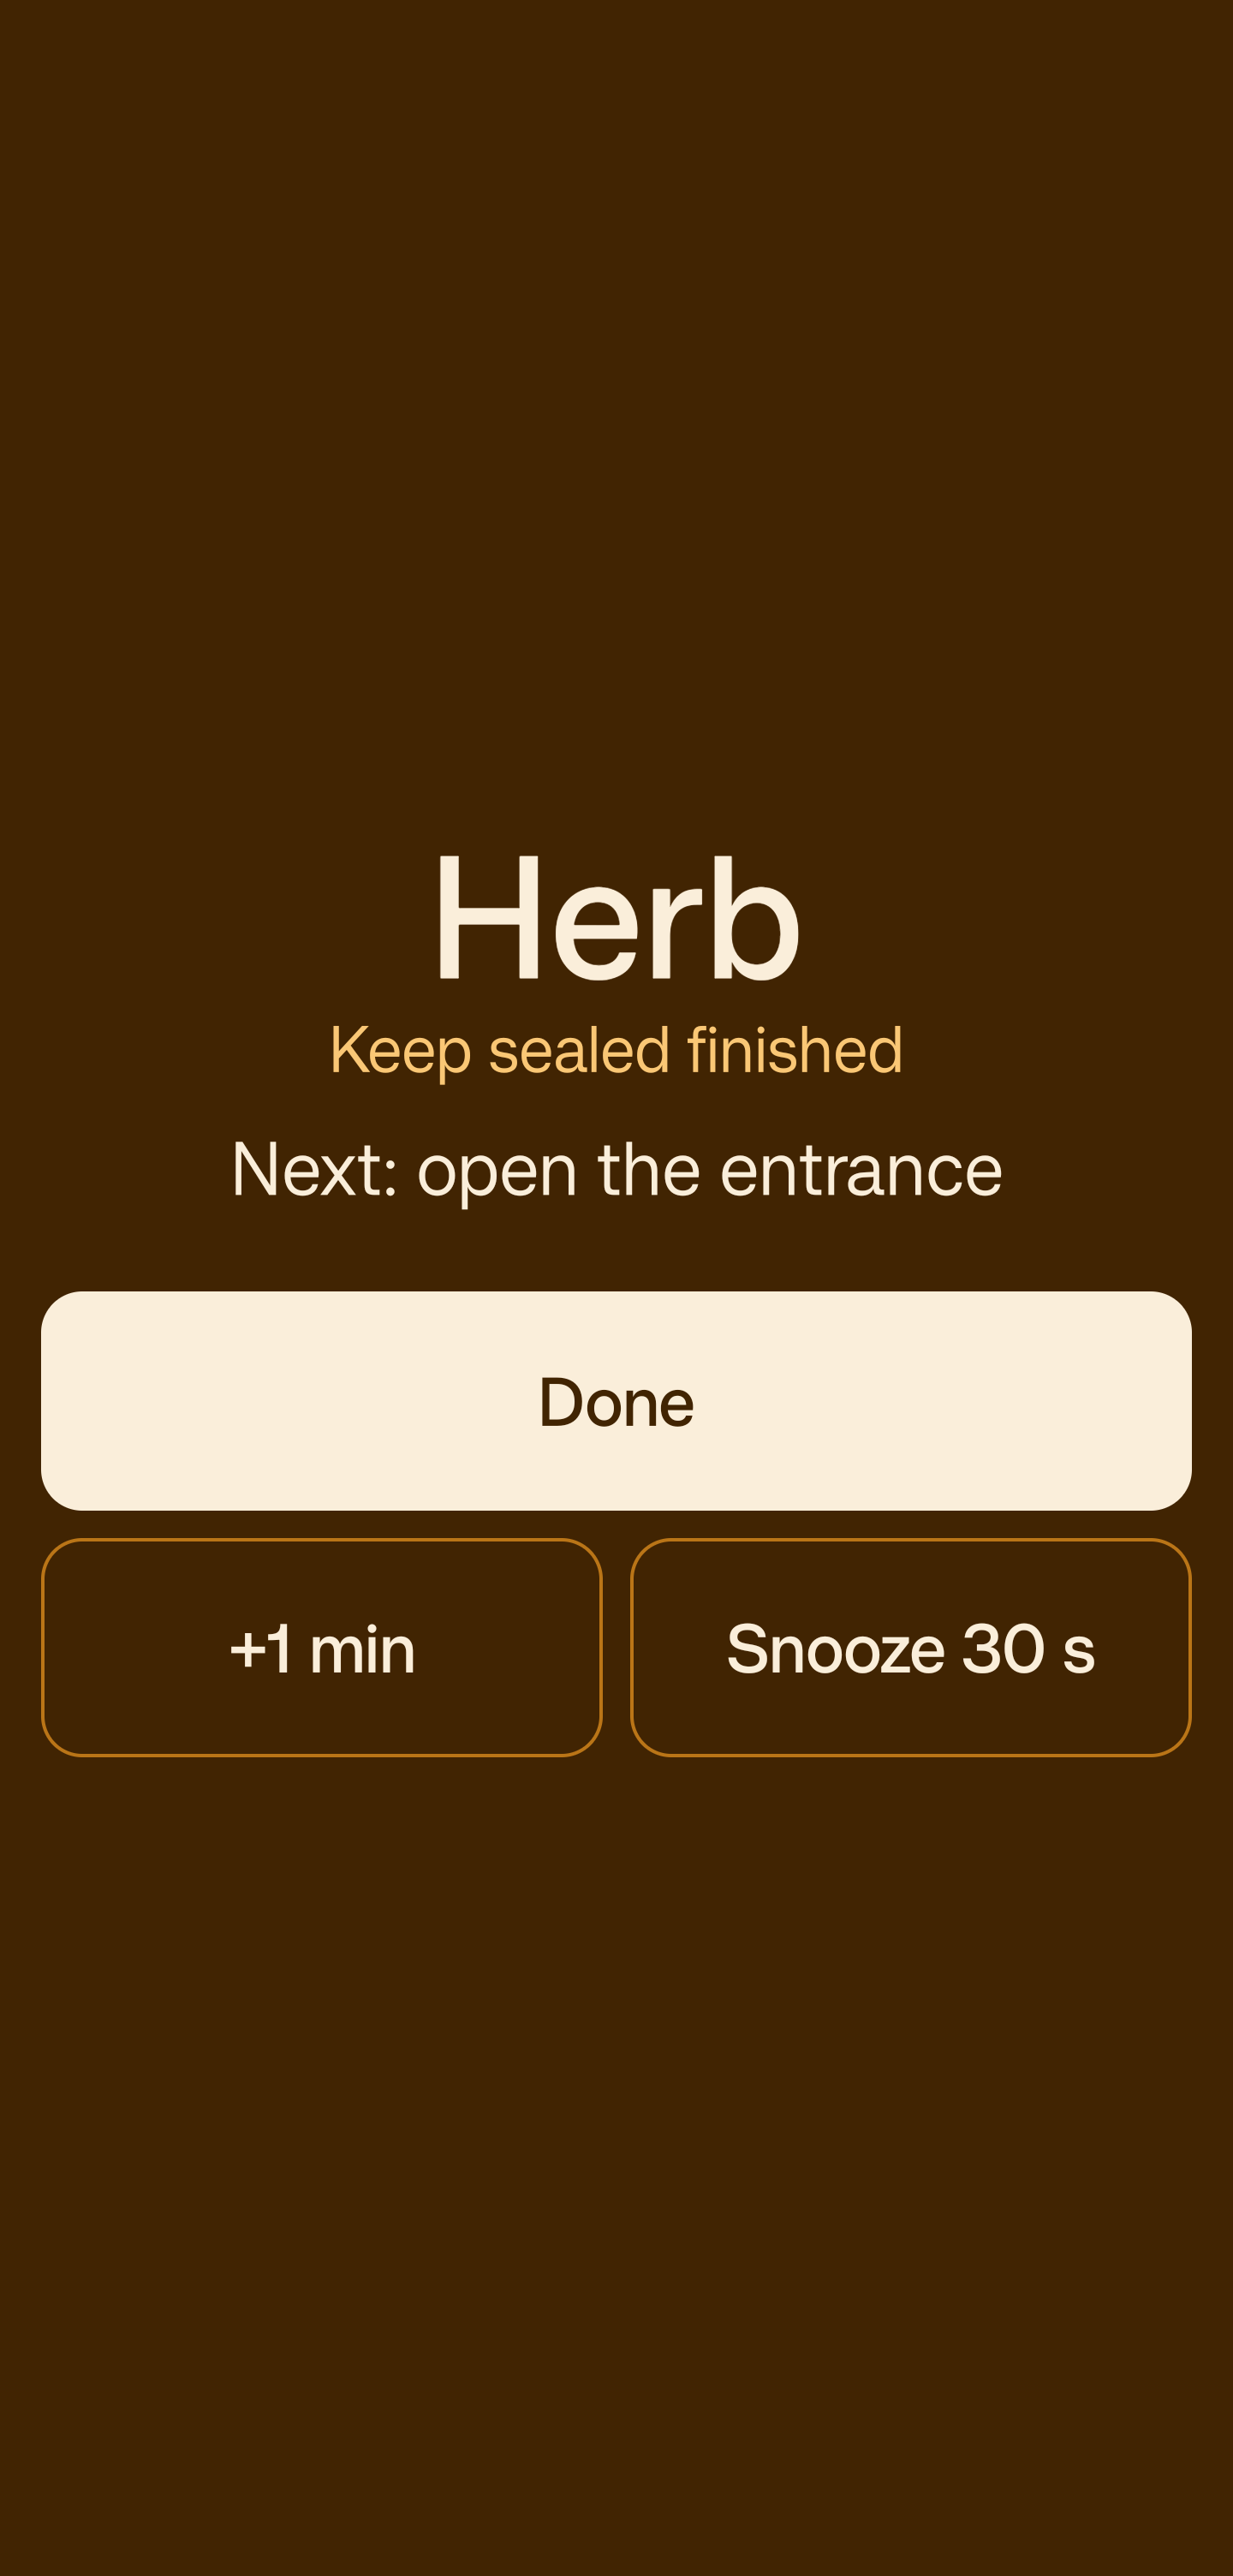 Herb
Keep sealed finished
Next: open the entrance
Done
+1 min
Snooze 30 s